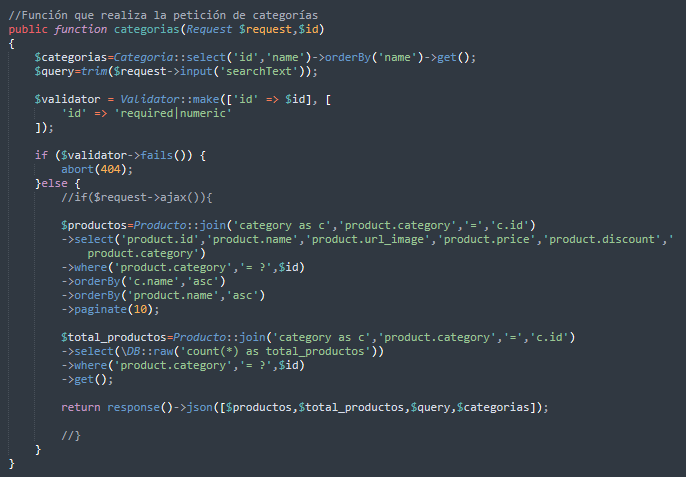 //Función que realiza la petición de categorías
public function categorias(Request $request,$id)
{
    $categorias=Categoria::select('id','name')->orderBy('name')->get();
    $query=trim($request->input('searchText'));

    $validator = Validator::make(['id' => $id], [
        'id' => 'required|numeric'
    ]);

    if ($validator->fails()) {
        abort(404);
    }else {
        //if($request->ajax()){

        $productos=Producto::join('category as c','product.category','=','c.id')
        ->select('product.id','product.name','product.url_image','product.price','product.discount','
            product.category')
        ->where('product.category','= ?',$id)
        ->orderBy('c.name','asc')
        ->orderBy('product.name','asc')
        ->paginate(10);

        $total_productos=Producto::join('category as c','product.category','=','c.id')
        ->select(\DB::raw('count(*) as total_productos'))
        ->where('product.category','= ?',$id)
        ->get();

        return response()->json([$productos,$total_productos,$query,$categorias]);

        //}
    }
}